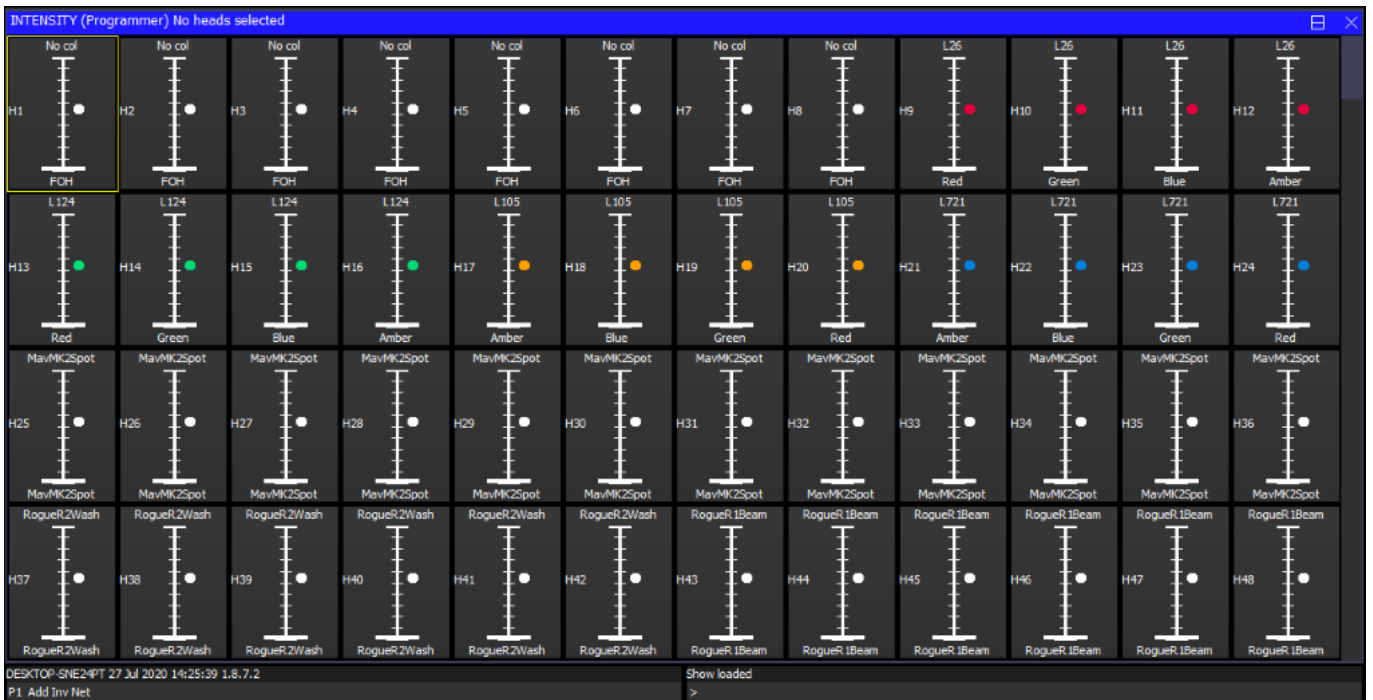 INTENSITY (Programmer) No heads selected
No col No col No col No col No col No col No col No col L26 L26 L26 L26
H1 H2 H3 H4 H5 H6 H7 H8 H9 H10 H11 H12
FOH FOH FOH FOH FOH FOH FOH FOH Red Green Blue Amber
L124 L124 L124 L124 L105 L105 L105 L105 L721 L721 L721 L721
H13 H14 H15 H16 H17 H18 H19 H20 H21 H22 H23 H24
Red Green Blue Amber Amber Blue Green Red Amber Blue Green Red
MavMK2Spot MavMK2Spot MavMK2Spot MavMK2Spot MavMK2Spot MavMK2Spot MavMK2Spot MavMK2Spot MavMK2Spot MavMK2Spot MavMK2Spot MavMK2Spot
H25 H26 H27 H28 H29 H30 H31 H32 H33 H34 H35 H36
MavMK2Spot MavMK2Spot MavMK2Spot MavMK2Spot MavMK2Spot MavMK2Spot MavMK2Spot MavMK2Spot MavMK2Spot MavMK2Spot MavMK2Spot MavMK2Spot
RogueR2Wash RogueR2Wash RogueR2Wash RogueR2Wash RogueR2Wash RogueR2Wash RogueR1Beam RogueR1Beam RogueR1Beam RogueR1Beam RogueR1Beam RogueR1Beam
H37 H38 H39 H40 H41 H42 H43 H44 H45 H46 H47 H48
RogueR2Wash RogueR2Wash RogueR2Wash RogueR2Wash RogueR2Wash RogueR2Wash RogueR1Beam RogueR1Beam RogueR1Beam RogueR1Beam RogueR1Beam RogueR1Beam
DESKTOP-SNE24PT 27 Jul 2020 14:25:39 1.8.7.2 Show loaded
P1 Add Inv Net >